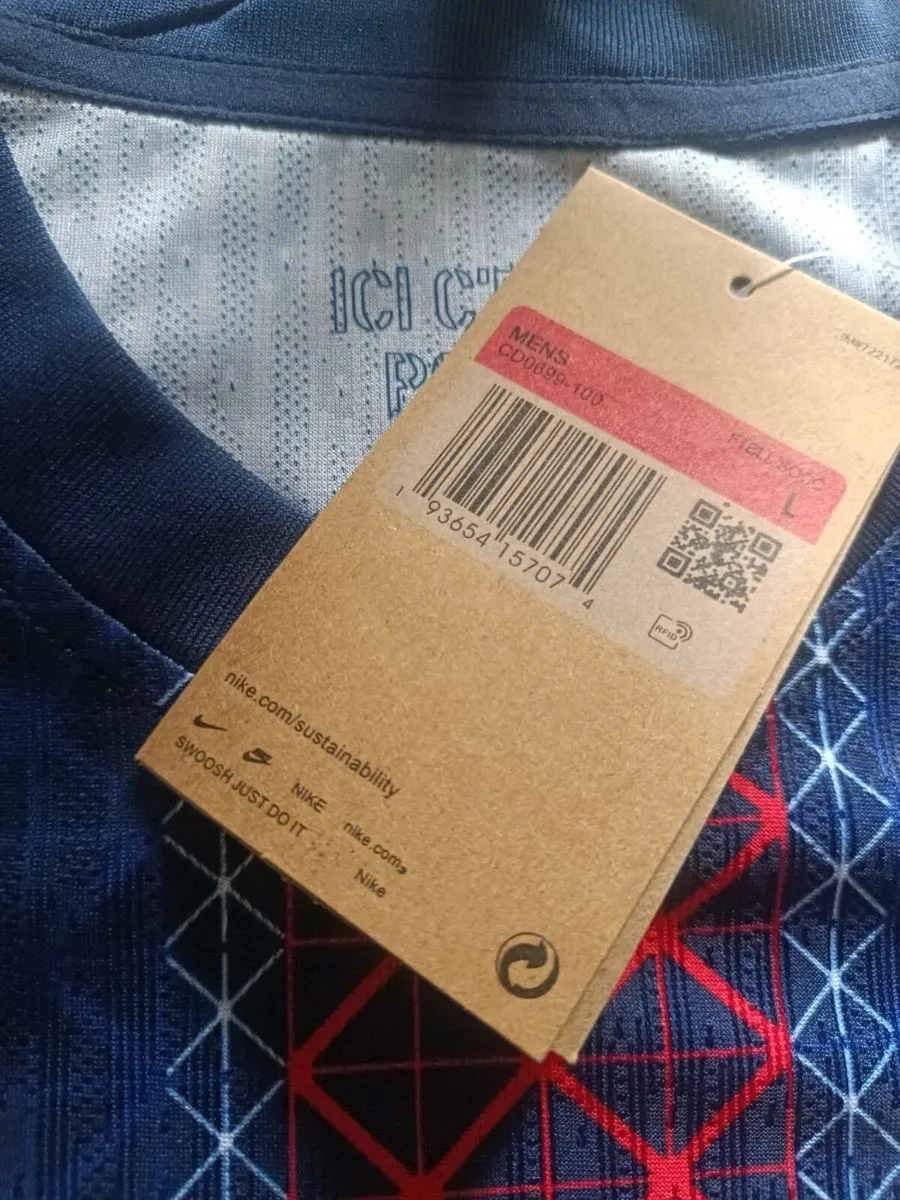 ICI C'
MENS
CD0699-100
L
1 93654 15707 4
RFID
nike.com/sustainability
NIKE
SWOOSH JUST DO IT
nike.com,
Nike